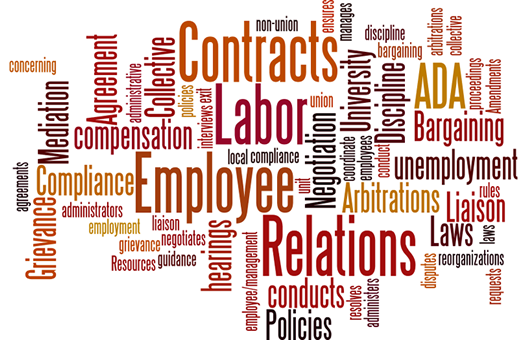 concerning
Mediation
Agreement
administrative
Collective
policies
interviews exit
non-union
Contracts
ensures
manages
discipline
bargaining
arbitrations
collective
University
Discipline
ADA
proceedings
Amendments
compensation
Labor
union
Negotiation
coordinate
employees
conduct
Bargaining
local compliance
unit
unemployment
agreements
Compliance
Employee
Arbitrations
Liaison
rules
Grievance
administrators
employment
liaison
grievance
negotiates
Resources
guidance
hearings
Relations
Laws
laws
disputes
reorganizations
requests
employee/management
conducts
resolves
administers
Policies